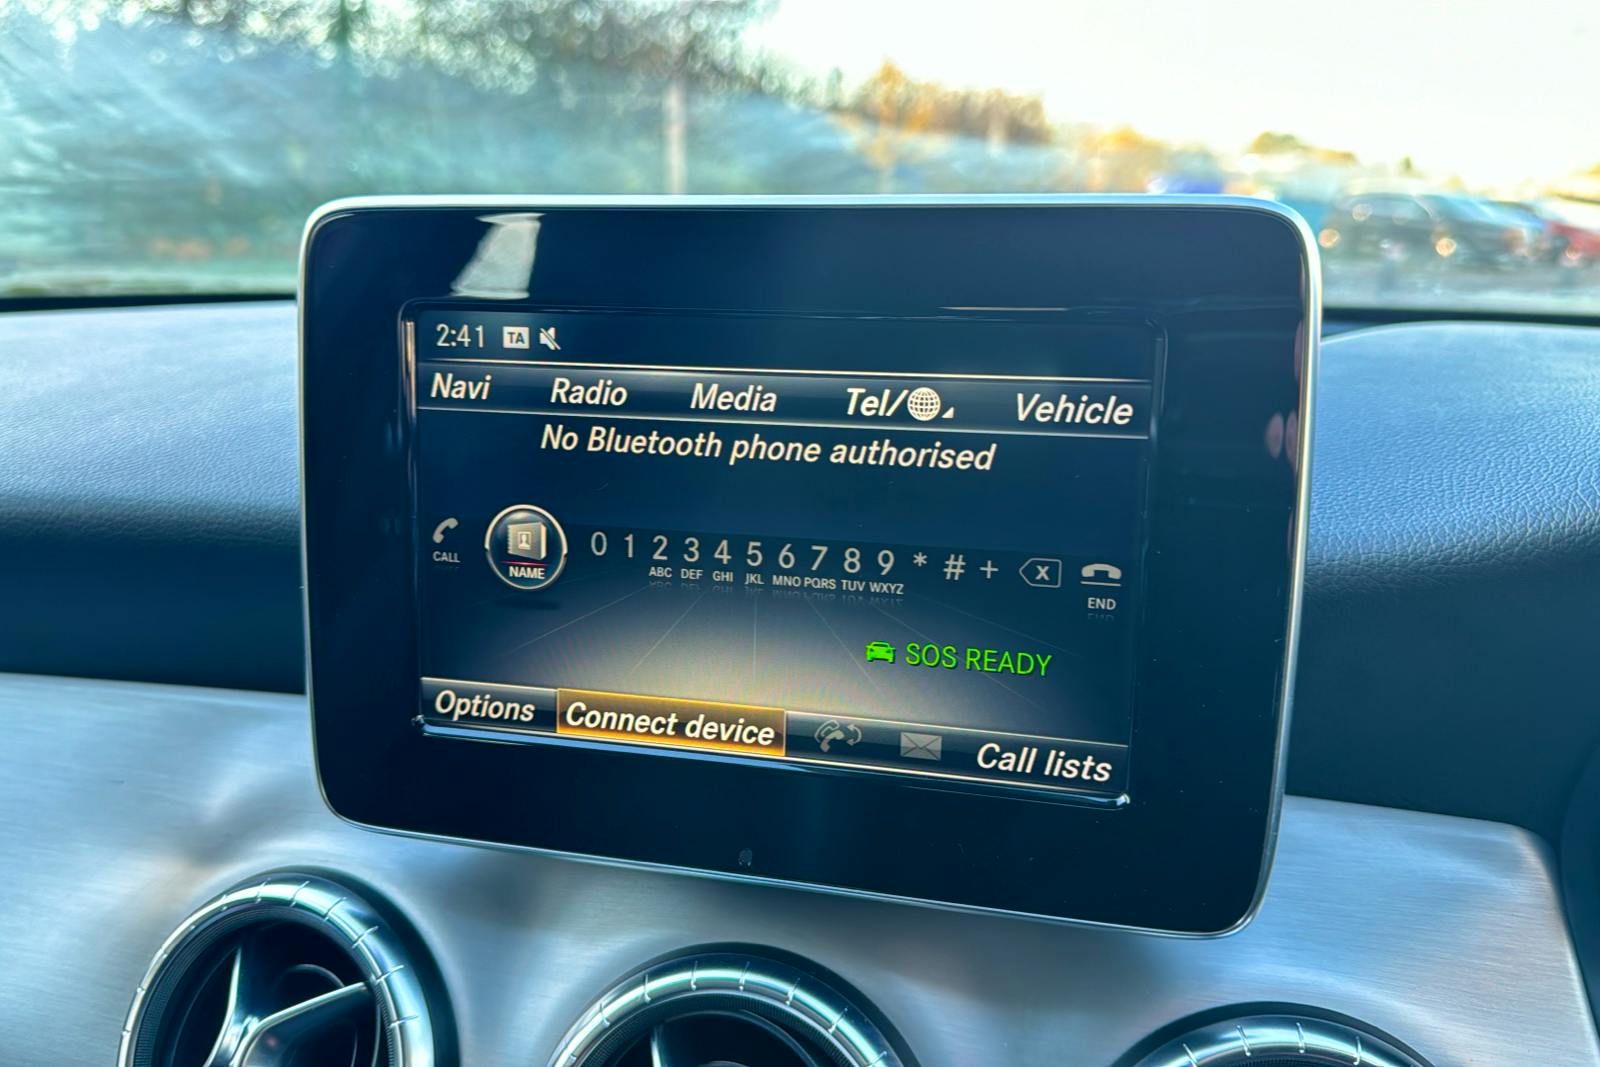 2:41 TA
Navi Radio Media Tel/ Vehicle
No Bluetooth phone authorised
CALL NAME 0 1 2 ABC 3 DEF 4 GHI 5 JKL 6 MNO 7 PQRS 8 TUV 9 WXYZ * # + X END
SOS READY
Options Connect device Call lists